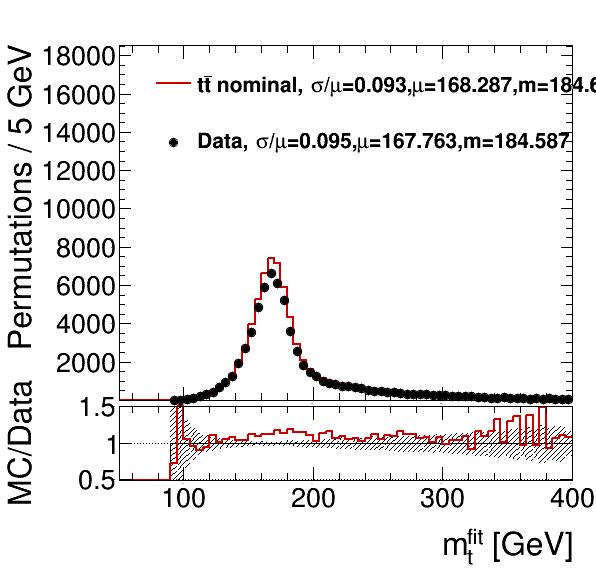 18000
16000
14000
12000
10000
8000
6000
4000
2000
Permutations / 5 GeV
tt̄ nominal, σ/μ=0.093,μ=168.287,m=184.6
Data, σ/μ=0.095,μ=167.763,m=184.587
MC/Data
1.5
1
0.5
100 200 300 400
m_t^fit [GeV]